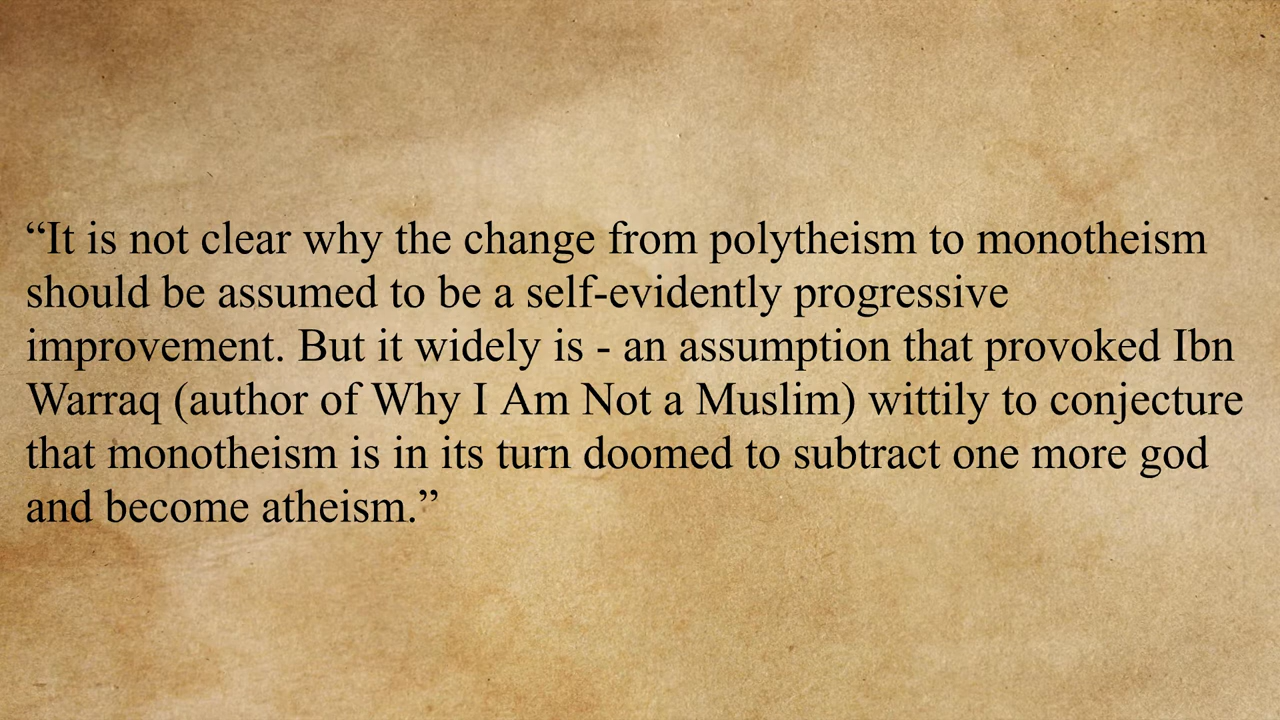 “It is not clear why the change from polytheism to monotheism
should be assumed to be a self-evidently progressive
improvement. But it widely is - an assumption that provoked Ibn
Warraq (author of Why I Am Not a Muslim) wittily to conjecture
that monotheism is in its turn doomed to subtract one more god
and become atheism.”